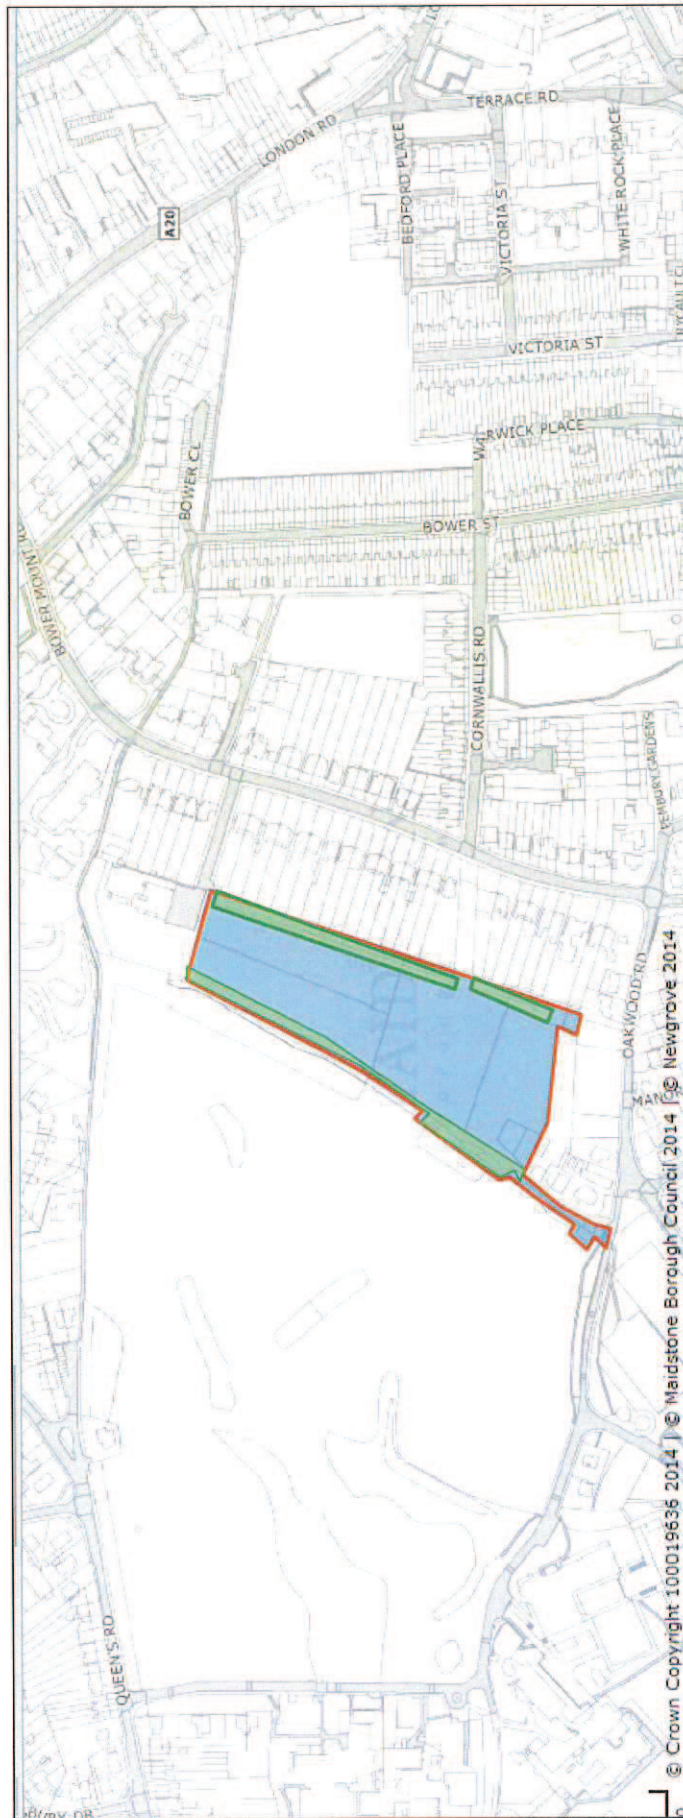 LONDON RD
TERRACE RD
BEDFORD PLACE
A20
VICTORIA ST
WHITE ROCK PLACE
VICTORIA ST
WARWICK PLACE
BOWER CL
BOWER ST
BOWER MOUNT RD
CORNWALLIS RD
PEMBURY GARDENS
OAKWOOD RD
QUEEN'S RD
© Crown Copyright 100019636 2014 | © Maidstone Borough Council 2014 | © Newgrove 2014